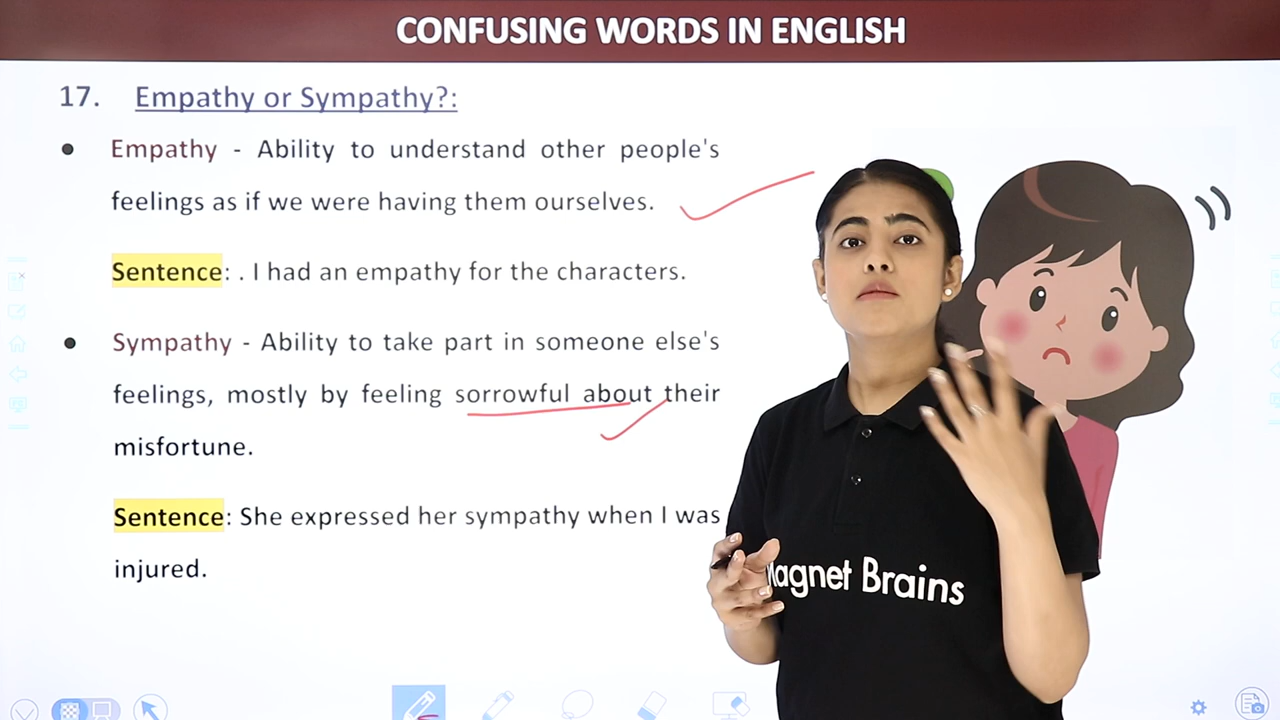 CONFUSING WORDS IN ENGLISH
17. Empathy or Sympathy?:
• Empathy - Ability to understand other people's
feelings as if we were having them ourselves.
Sentence: . I had an empathy for the characters.
• Sympathy - Ability to take part in someone else's
feelings, mostly by feeling sorrowful about their
misfortune.
Sentence: She expressed her sympathy when I was
injured.
Magnet Brains